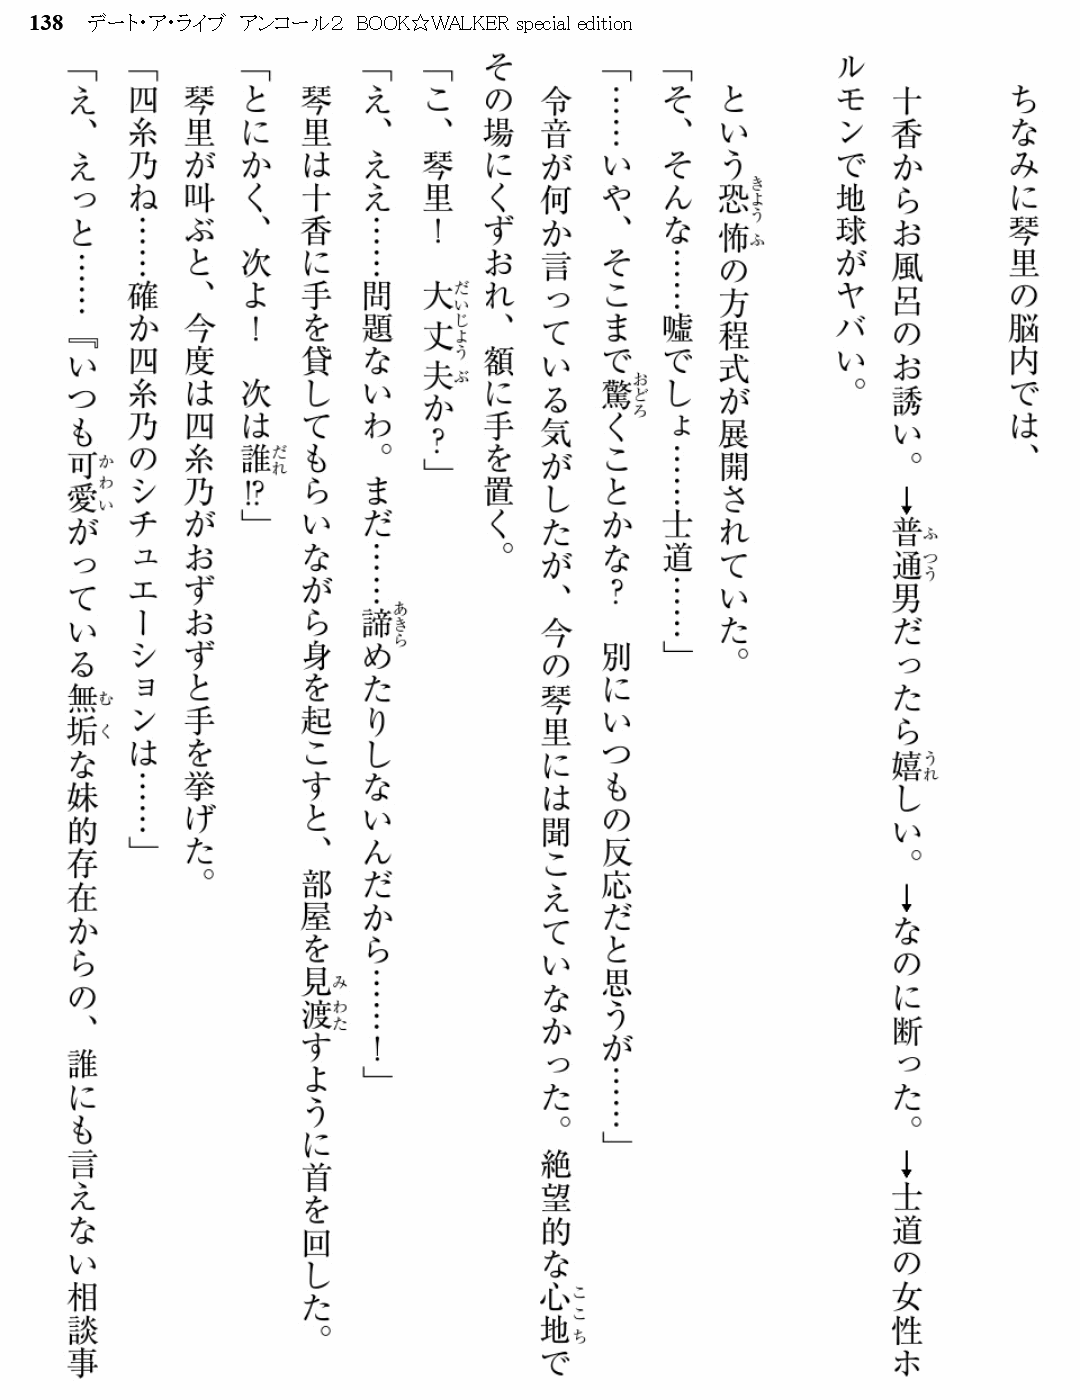 138 デート・ア・ライブ アンコール2 BOOK☆WALKER special edition
ちなみに琴里の脳内では、
十香からお風呂のお誘い。→普通男だったら嬉しい。→なのに断った。→士道の女性ホ
ルモンで地球がヤバい。
という恐怖の方程式が展開されていた。
「そ、そんな……嘘でしょ……士道……」
「……いや、そこまで驚くことかな？　別にいつもの反応だと思うが……」
令音が何か言っている気がしたが、今の琴里には聞こえていなかった。絶望的な心地で
その場にくずおれ、額に手を置く。
「こ、琴里！　大丈夫か？」
「え、ええ……問題ないわ。まだ……諦めたりしないんだから……！」
琴里は十香に手を貸してもらいながら身を起こすと、部屋を見渡すように首を回した。
「とにかく、次よ！　次は誰!?」
琴里が叫ぶと、今度は四糸乃がおずおずと手を挙げた。
「四糸乃ね……確か四糸乃のシチュエーションは……」
「え、えっと……『いつも可愛がっている無垢な妹的存在からの、誰にも言えない相談事